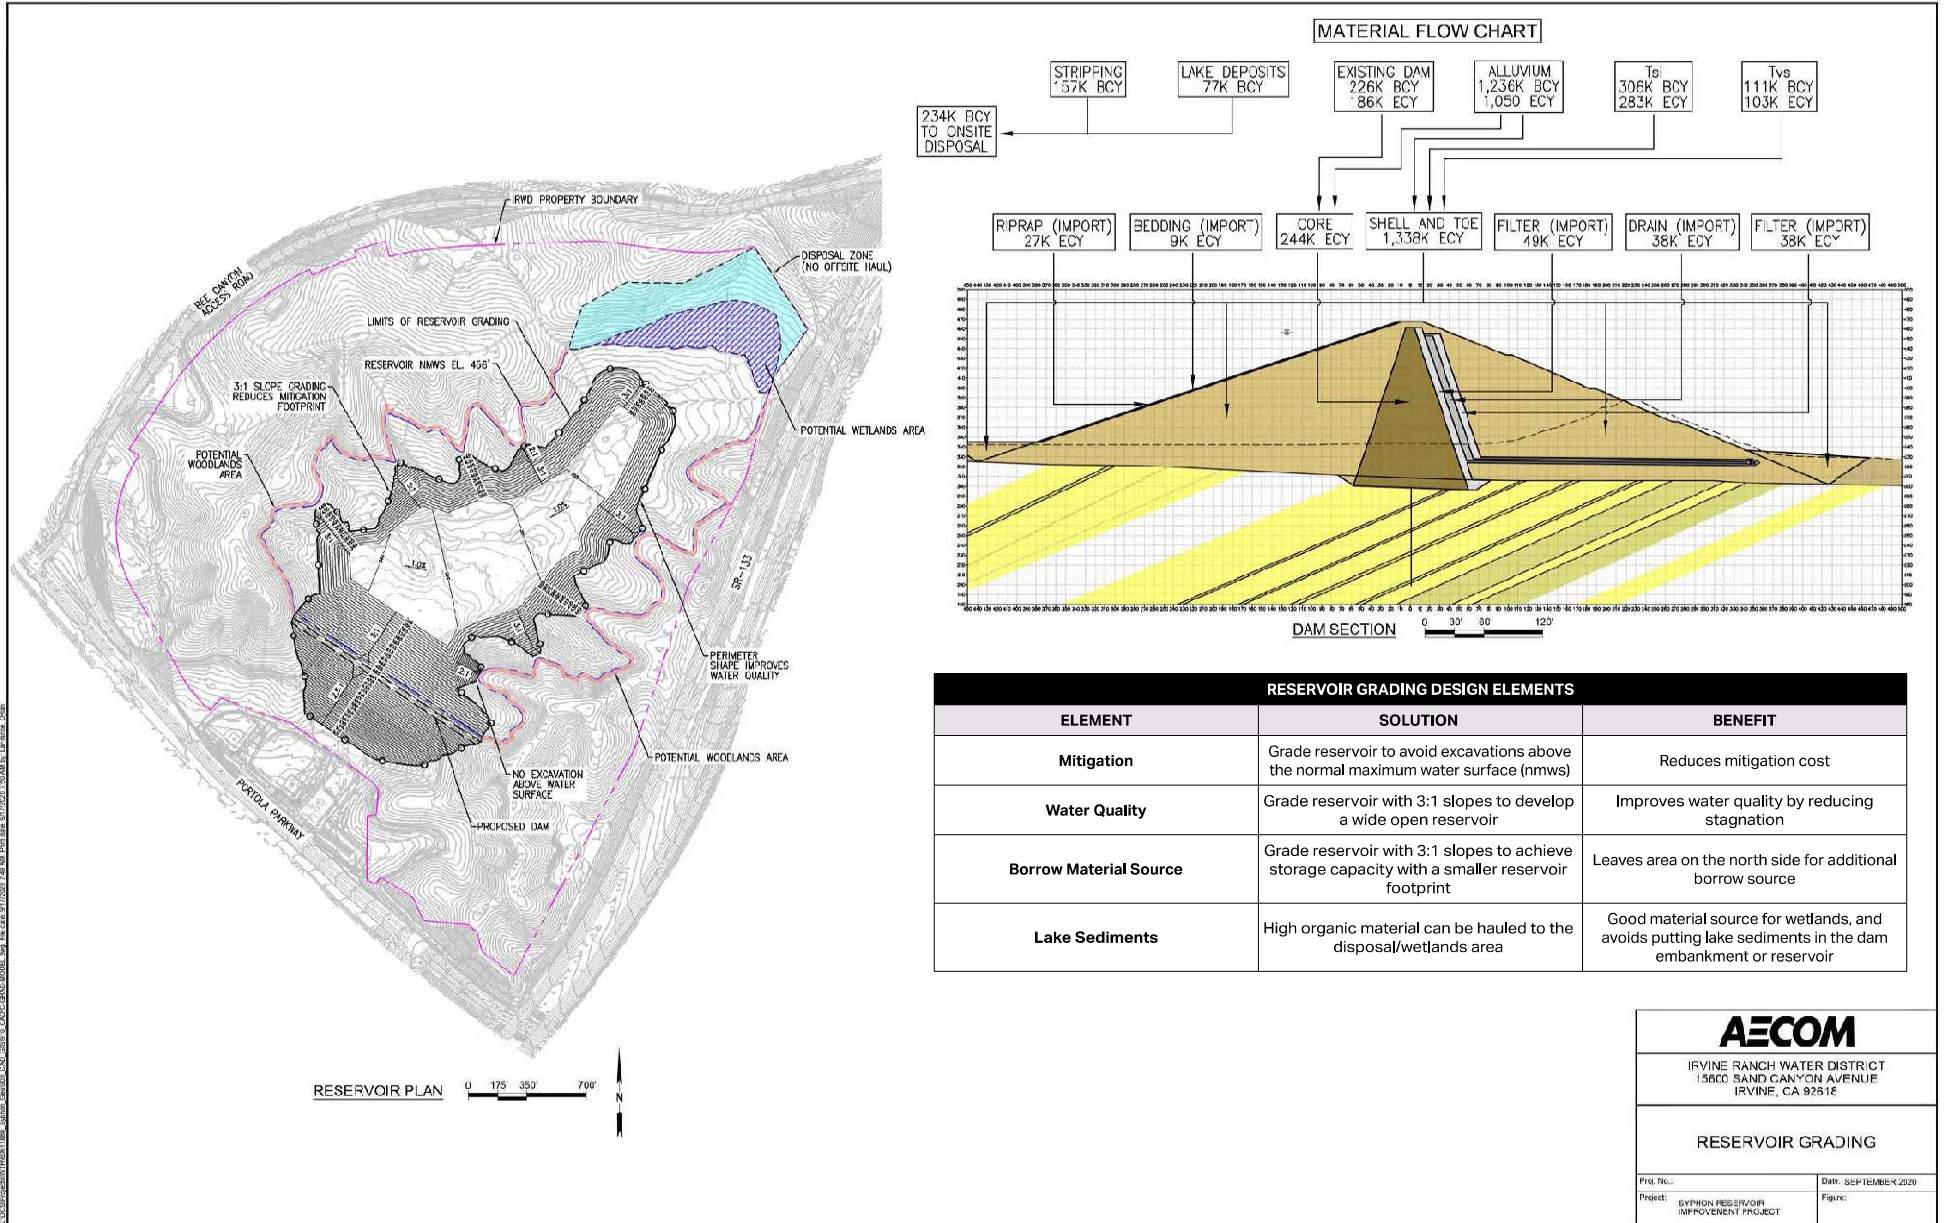 MATERIAL FLOW CHART
STRIPPING
157K BCY
LAKE DEPOSITS
77K BCY
EXISTING DAM
226K BCY
186K ECY
ALLUVIUM
1,236K BCY
1,050 ECY
Tsi
306K BCY
283K ECY
Tvs
111K BCY
103K ECY
234K BCY
TO ONSITE
DISPOSAL
RIPRAP (IMPORT)
27K ECY
BEDDING (IMPORT)
9K ECY
CORE
244K ECY
SHELL AND TOE
1,338K ECY
FILTER (IMPORT)
49K ECY
DRAIN (IMPORT)
38K ECY
FILTER (IMPORT)
38K ECY
DAM SECTION
0 30' 60' 120'
IRWD PROPERTY BOUNDARY
DISPOSAL ZONE
(NO OFFSITE HAUL)
BEE CANYON
ACCESS ROAD
LIMITS OF RESERVOIR GRADING
RESERVOIR NMWS EL. 456'
3:1 SLOPE GRADING
REDUCES MITIGATION
FOOTPRINT
POTENTIAL WETLANDS AREA
POTENTIAL
WOODLANDS
AREA
SR-133
PERIMETER
SHAPE IMPROVES
WATER QUALITY
POTENTIAL WOODLANDS AREA
NO EXCAVATION
ABOVE WATER
SURFACE
PROPOSED DAM
PORTOLA PARKWAY
RESERVOIR PLAN
0 175' 350' 700'
N
RESERVOIR GRADING DESIGN ELEMENTS
ELEMENT SOLUTION BENEFIT
Mitigation
Grade reservoir to avoid excavations above
the normal maximum water surface (nmws)
Reduces mitigation cost
Water Quality
Grade reservoir with 3:1 slopes to develop
a wide open reservoir
Improves water quality by reducing
stagnation
Borrow Material Source
Grade reservoir with 3:1 slopes to achieve
storage capacity with a smaller reservoir
footprint
Leaves area on the north side for additional
borrow source
Lake Sediments
High organic material can be hauled to the
disposal/wetlands area
Good material source for wetlands, and
avoids putting lake sediments in the dam
embankment or reservoir
AECOM
IRVINE RANCH WATER DISTRICT
15600 SAND CANYON AVENUE
IRVINE, CA 92618
RESERVOIR GRADING
Proj. No.:
Date: SEPTEMBER 2020
Project: SYPHON RESERVOIR
IMPROVEMENT PROJECT
Figure: